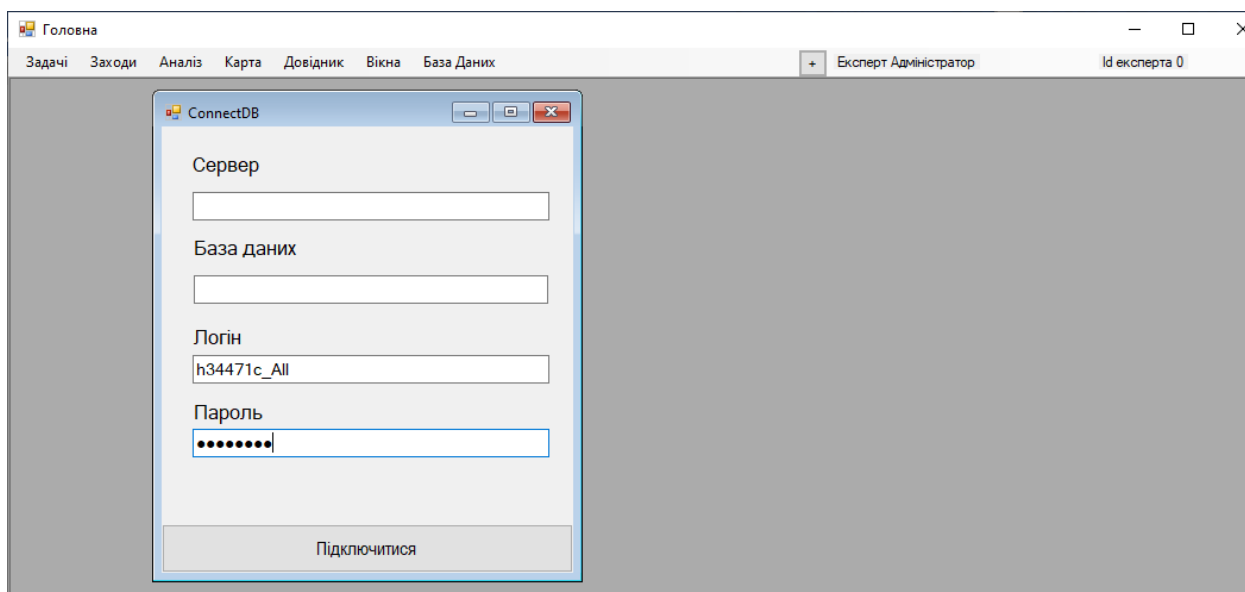 Головна
Задачі Заходи Аналіз Карта Довідник Вікна База Даних + Експерт Адміністратор Id експерта 0
ConnectDB
Сервер
База даних
Логін
h34471c_All
Пароль
••••••••
Підключитися